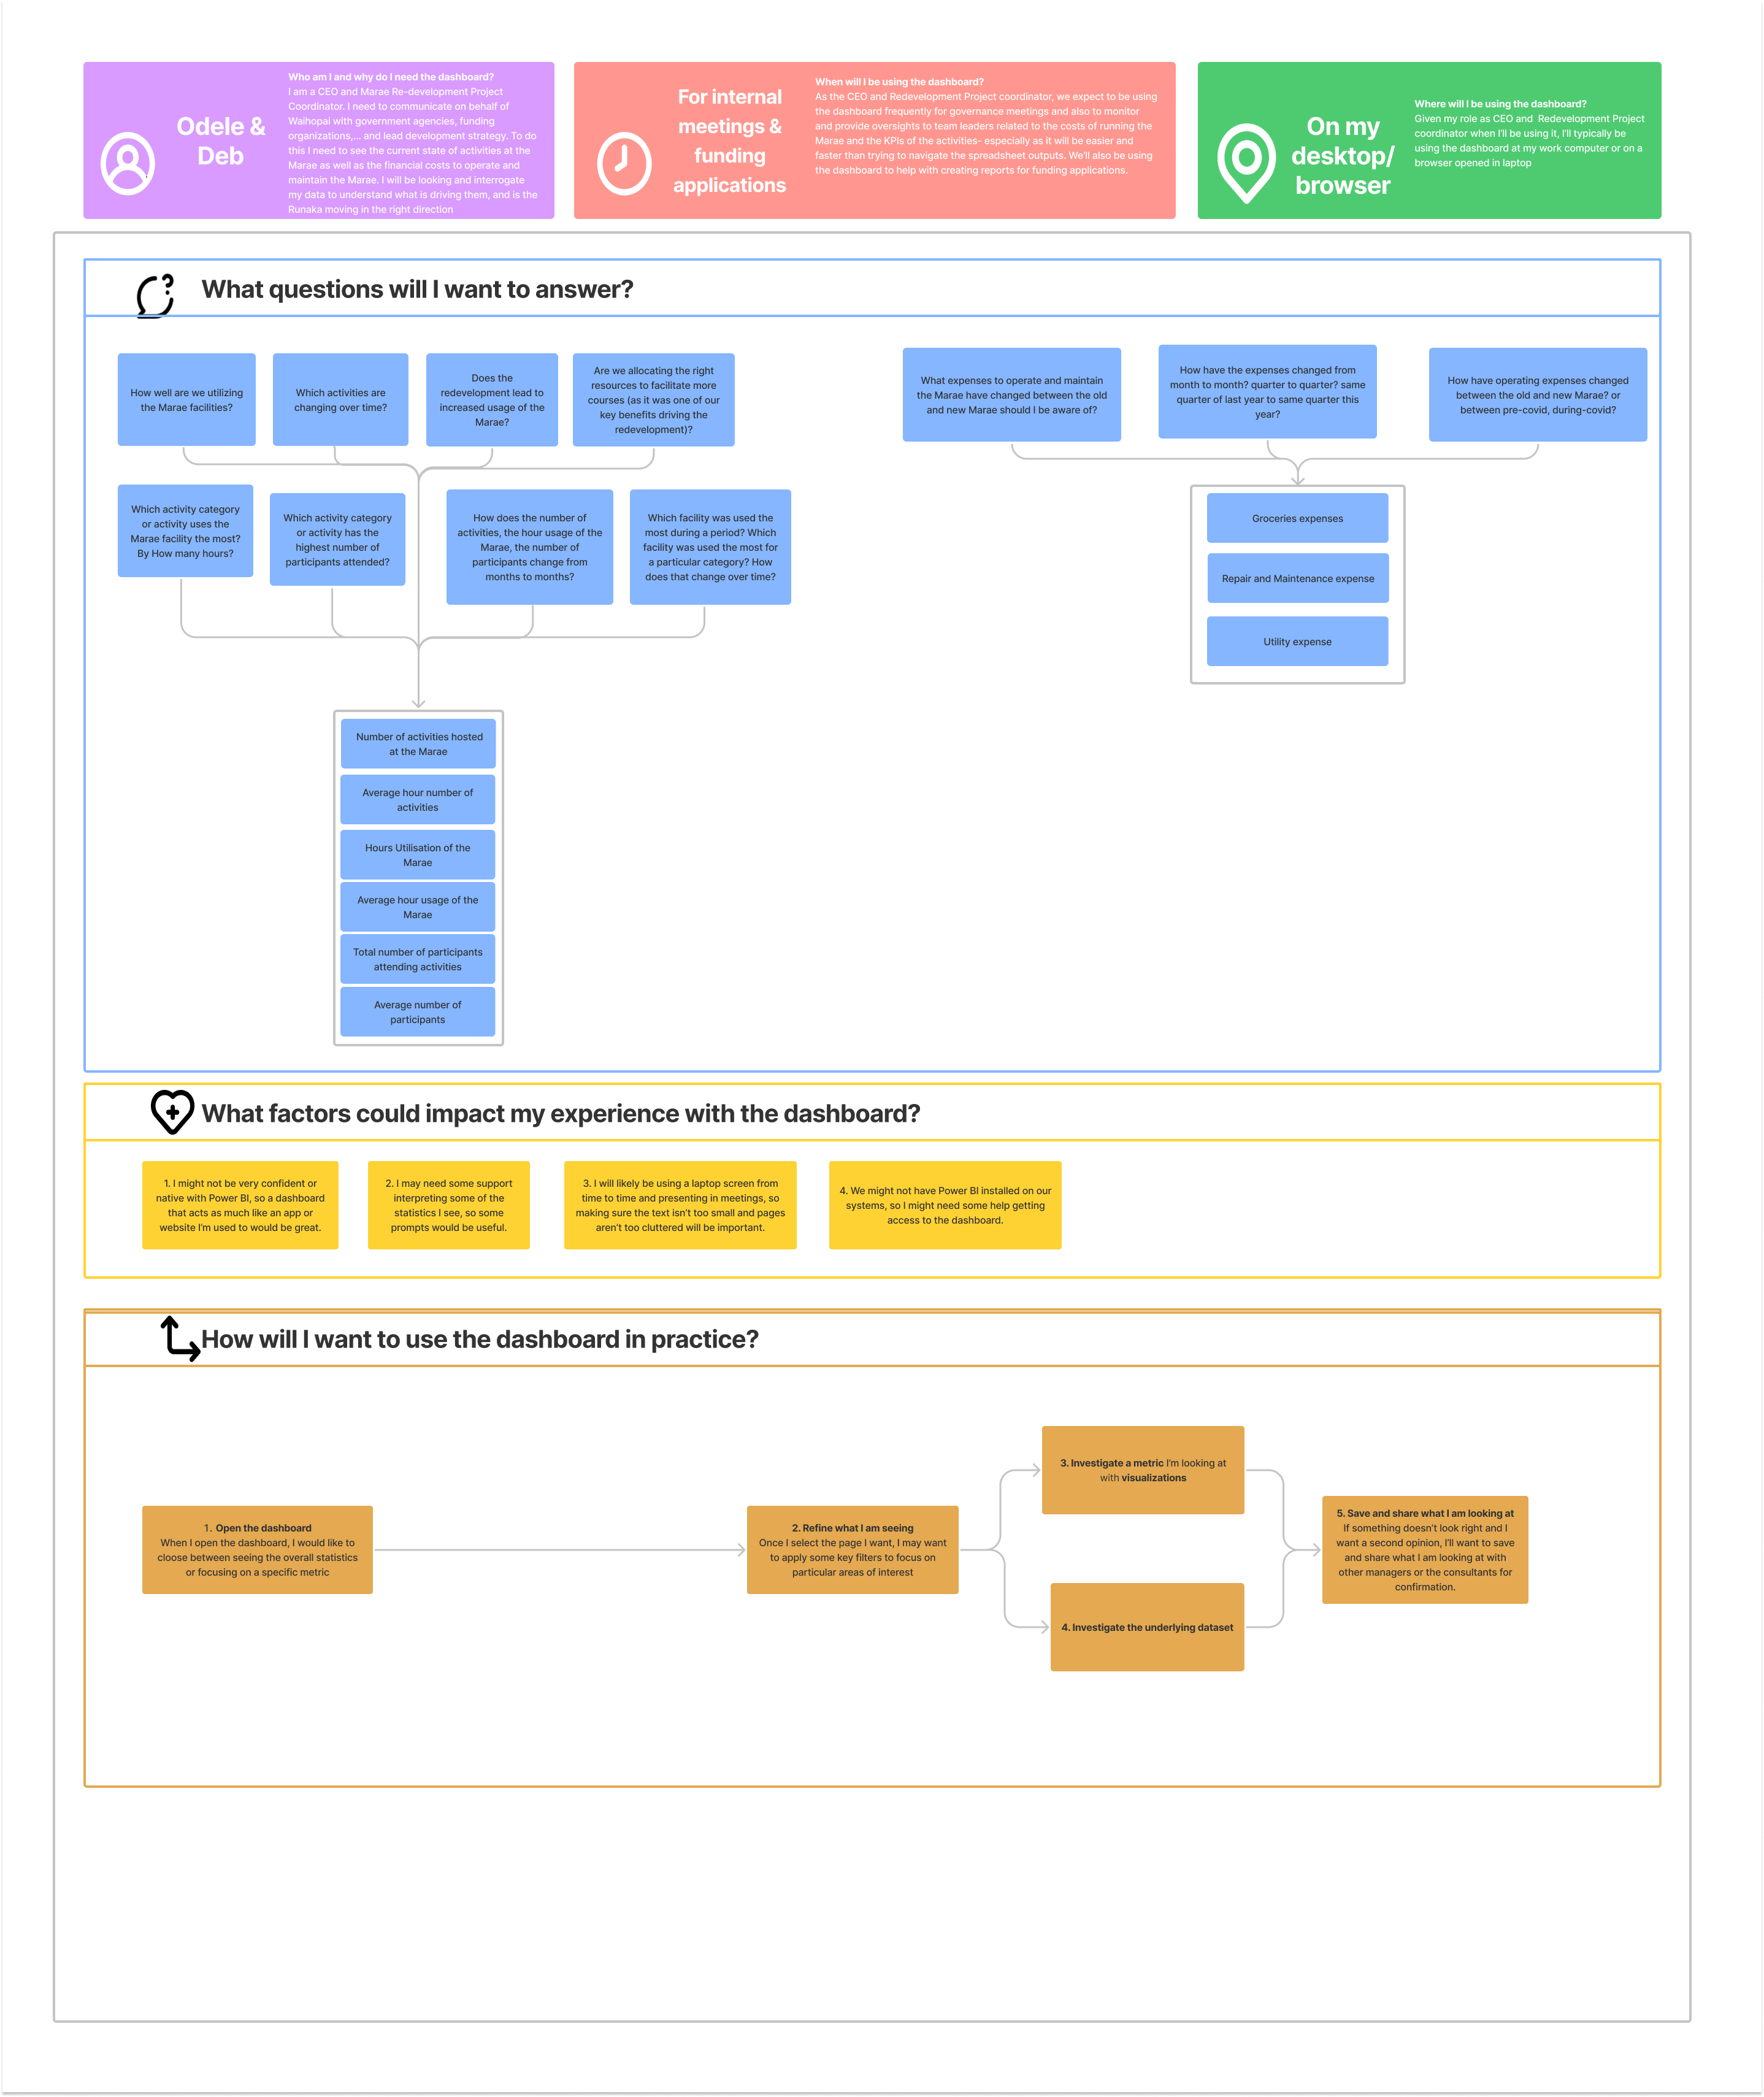 Odele &
Deb
Who am I and why do I need the dashboard?
I am a CEO and Marae Re-development Project
Coordinator. I need to communicate on behalf of
Waihopai with government agencies, funding
organizations,... and lead development strategy. To do
this I need to see the current state of activities at the
Marae as well as the financial costs to operate and
maintain the Marae. I will be looking and interrogate
my data to understand what is driving them, and is the
Runaka moving in the right direction
For internal
meetings &
funding
applications
When will I be using the dashboard?
As the CEO and Redevelopment Project coordinator, we expect to be using
the dashboard frequently for governance meetings and also to monitor
and provide oversights to team leaders related to the costs of running the
Marae and the KPIs of the activities- especially as it will be easier and
faster than trying to navigate the spreadsheet outputs. We'll also be using
the dashboard to help with creating reports for funding applications.
On my
desktop/
browser
Where will I be using the dashboard?
Given my role as CEO and Redevelopment Project
coordinator when I'll be using it, I'll typically be
using the dashboard at my work computer or on a
browser opened in laptop
What questions will I want to answer?
How well are we utilizing
the Marae facilities?
Which activities are
changing over time?
Does the
redevelopment lead to
increased usage of the
Marae?
Are we allocating the right
resources to facilitate more
courses (as it was one of our
key benefits driving the
redevelopment)?
What expenses to operate and maintain
the Marae have changed between the old
and new Marae should I be aware of?
How have the expenses changed from
month to month? quarter to quarter? same
quarter of last year to same quarter this
year?
How have operating expenses changed
between the old and new Marae? or
between pre-covid, during-covid?
Which activity category
or activity uses the
Marae facility the most?
By How many hours?
Which activity category
or activity has the
highest number of
participants attended?
How does the number of
activities, the hour usage of the
Marae, the number of
participants change from
months to months?
Which facility was used the
most during a period? Which
facility was used the most for
a particular category? How
does that change over time?
Groceries expenses
Repair and Maintenance expense
Utility expense
Number of activities hosted
at the Marae
Average hour number of
activities
Hours Utilisation of the
Marae
Average hour usage of the
Marae
Total number of participants
attending activities
Average number of
participants
What factors could impact my experience with the dashboard?
1. I might not be very confident or
native with Power BI, so a dashboard
that acts as much like an app or
website I'm used to would be great.
2. I may need some support
interpreting some of the
statistics I see, so some
prompts would be useful.
3. I will likely be using a laptop screen from
time to time and presenting in meetings, so
making sure the text isn't too small and pages
aren't too cluttered will be important.
4. We might not have Power BI installed on our
systems, so I might need some help getting
access to the dashboard.
How will I want to use the dashboard in practice?
1. Open the dashboard
When I open the dashboard, I would like to
cloose between seeing the overall statistics
or focusing on a specific metric
2. Refine what I am seeing
Once I select the page I want, I may want
to apply some key filters to focus on
particular areas of interest
3. Investigate a metric I'm looking at
with visualizations
4. Investigate the underlying dataset
5. Save and share what I am looking at
If something doesn't look right and I
want a second opinion, I'll want to save
and share what I am looking at with
other managers or the consultants for
confirmation.